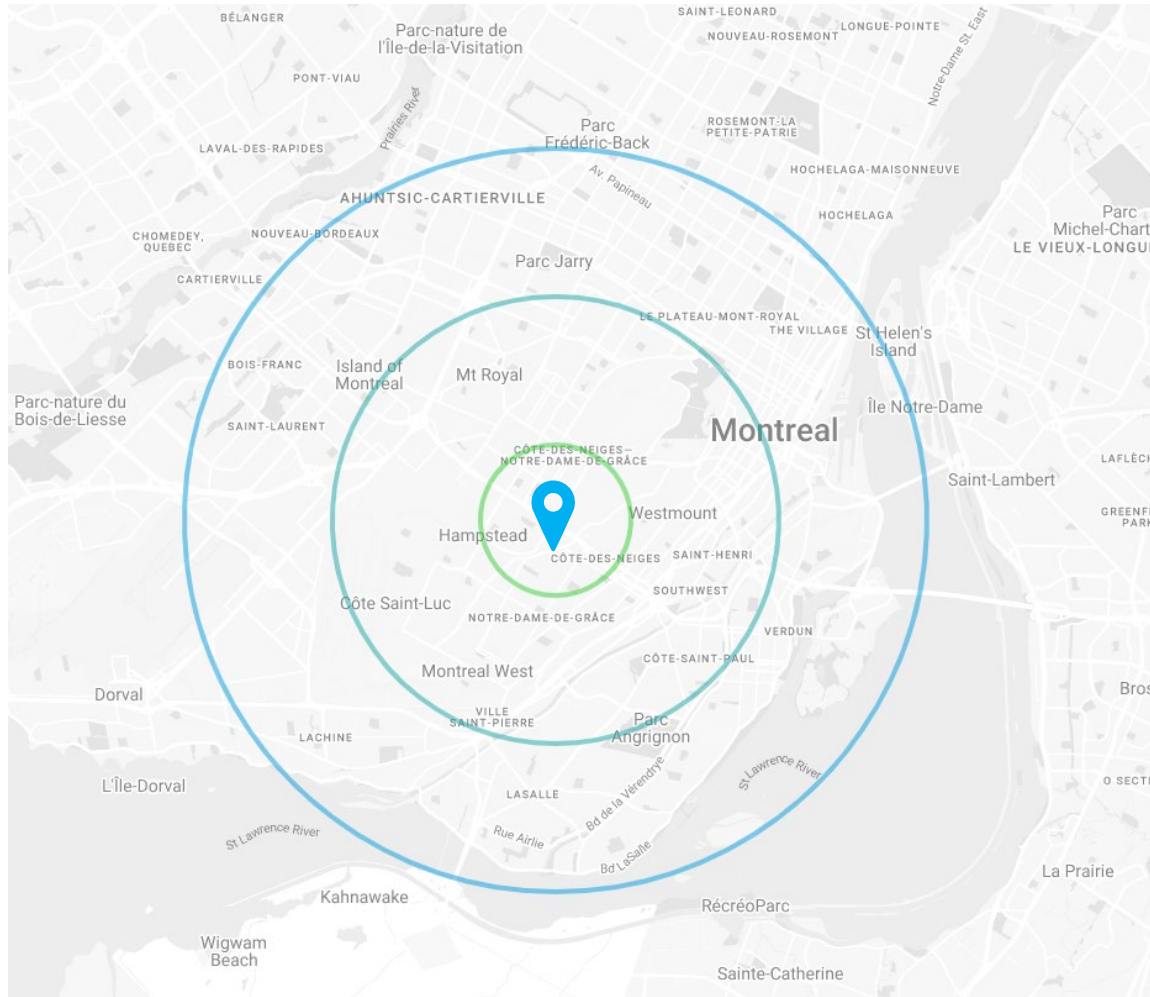 BÉLANGER
Parc-nature de
l'Île-de-la-Visitation
SAINT-LEONARD
NOUVEAU-ROSEMONT
LONGUE-POINTE
Notre-Dame St. East
PONT-VIAU
Prairies River
Parc
Frédéric-Back
ROSEMONT-LA
PETITE-PATRIE
LAVAL-DES-RAPIDES
HOCHELAGA-MAISONNEUVE
Av. Papineau
AHUNTSIC-CARTIERVILLE
HOCHELAGA
Parc
Michel-Chart
LE VIEUX-LONGU
CHOMEDEY,
QUEBEC
NOUVEAU-BORDEAUX
Parc Jarry
CARTIERVILLE
LE PLATEAU-MONT-ROYAL
THE VILLAGE
St Helen's
Island
BOIS-FRANC
Island of
Montreal
Mt Royal
Parc-nature du
Bois-de-Liesse
Île Notre-Dame
SAINT-LAURENT
Montreal
CÔTE-DES-NEIGES–
NOTRE-DAME-DE-GRÂCE
LAFLÈCH
Saint-Lambert
Westmount
GREENF
PARK
Hampstead
CÔTE-DES-NEIGES
SAINT-HENRI
SOUTHWEST
Côte Saint-Luc
NOTRE-DAME-DE-GRÂCE
VERDUN
CÔTE-SAINT-PAUL
Montreal West
Dorval
Bros
VILLE
SAINT-PIERRE
Parc
Angrignon
LACHINE
St Lawrence River
L'Île-Dorval
O SECTI
LASALLE
Bd de la Vérendrye
St Lawrence River
Rue Airlie
Bd LaSalle
La Prairie
Kahnawake
RécréoParc
Wigwam
Beach
Sainte-Catherine